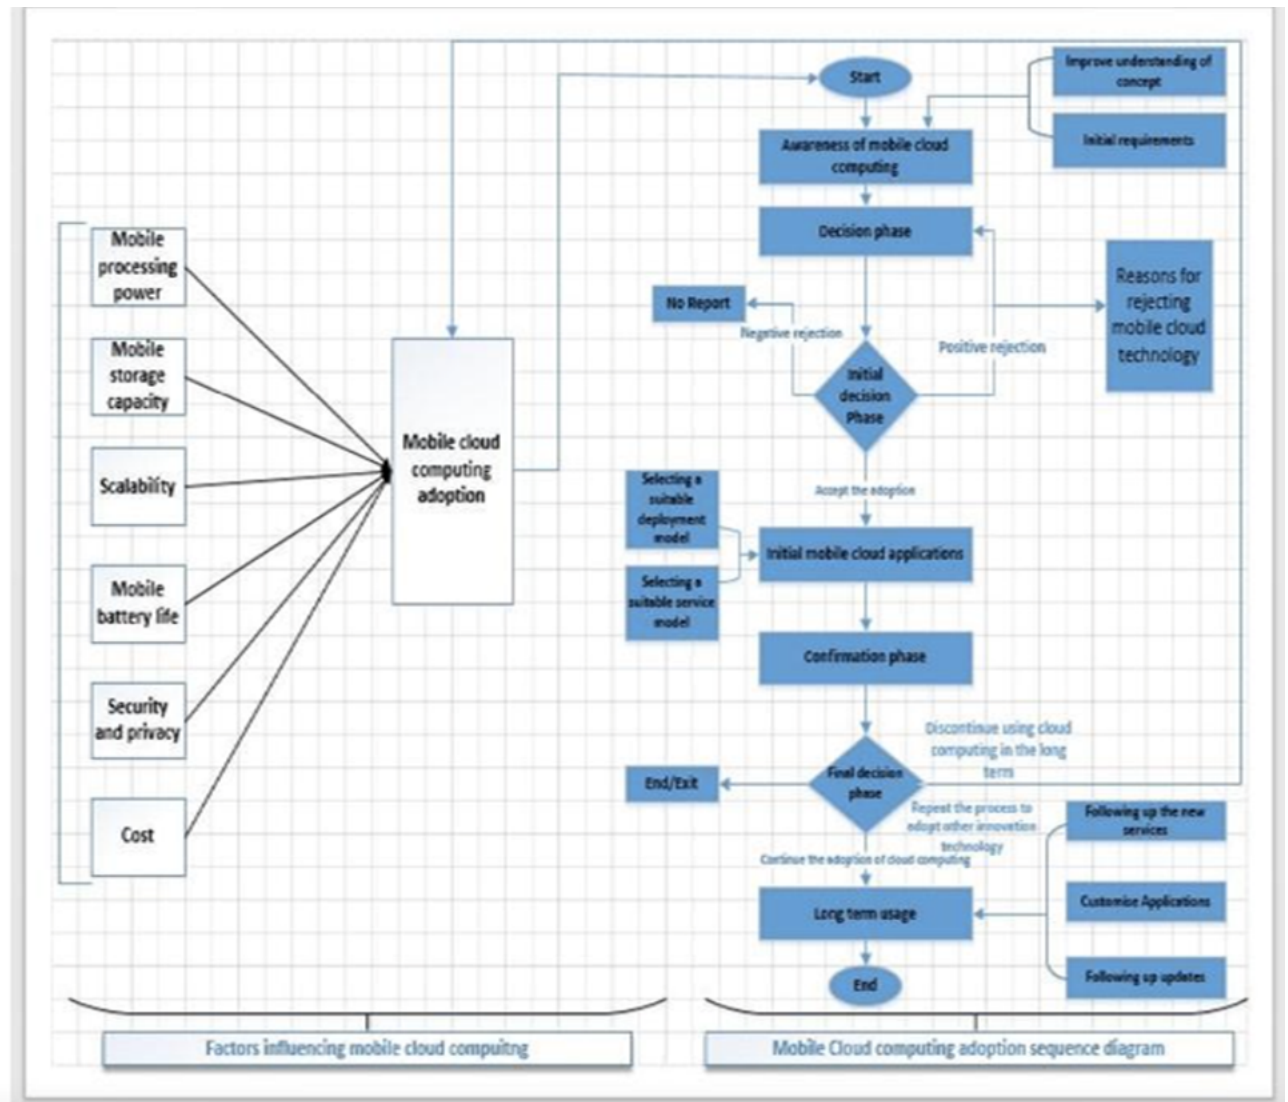 Mobile
processing
power
Mobile
storage
capacity
Scalability
Mobile
battery life
Security
and privacy
Cost
Mobile cloud
computing
adoption
Factors influencing mobile cloud compuitng
Start
Improve understanding of
concept
Initial requirements
Awareness of mobile cloud
computing
Decision phase
No Report
Negative rejection
Positive rejection
Reasons for
rejecting
mobile cloud
technology
Initial
decision
Phase
Accept the adoption
Selecting a
suitable
deployment
model
Selecting a
suitable service
model
Initial mobile cloud applications
Confirmation phase
Discontinue using cloud
computing in the long
term
End/Exit
Final decision
phase
Repeat the process to
adopt other innovation
technology
Continue the adoption of cloud computing
Following up the new
services
Customise Applications
Following up updates
Long term usage
End
Mobile Cloud computing adoption sequence diagram